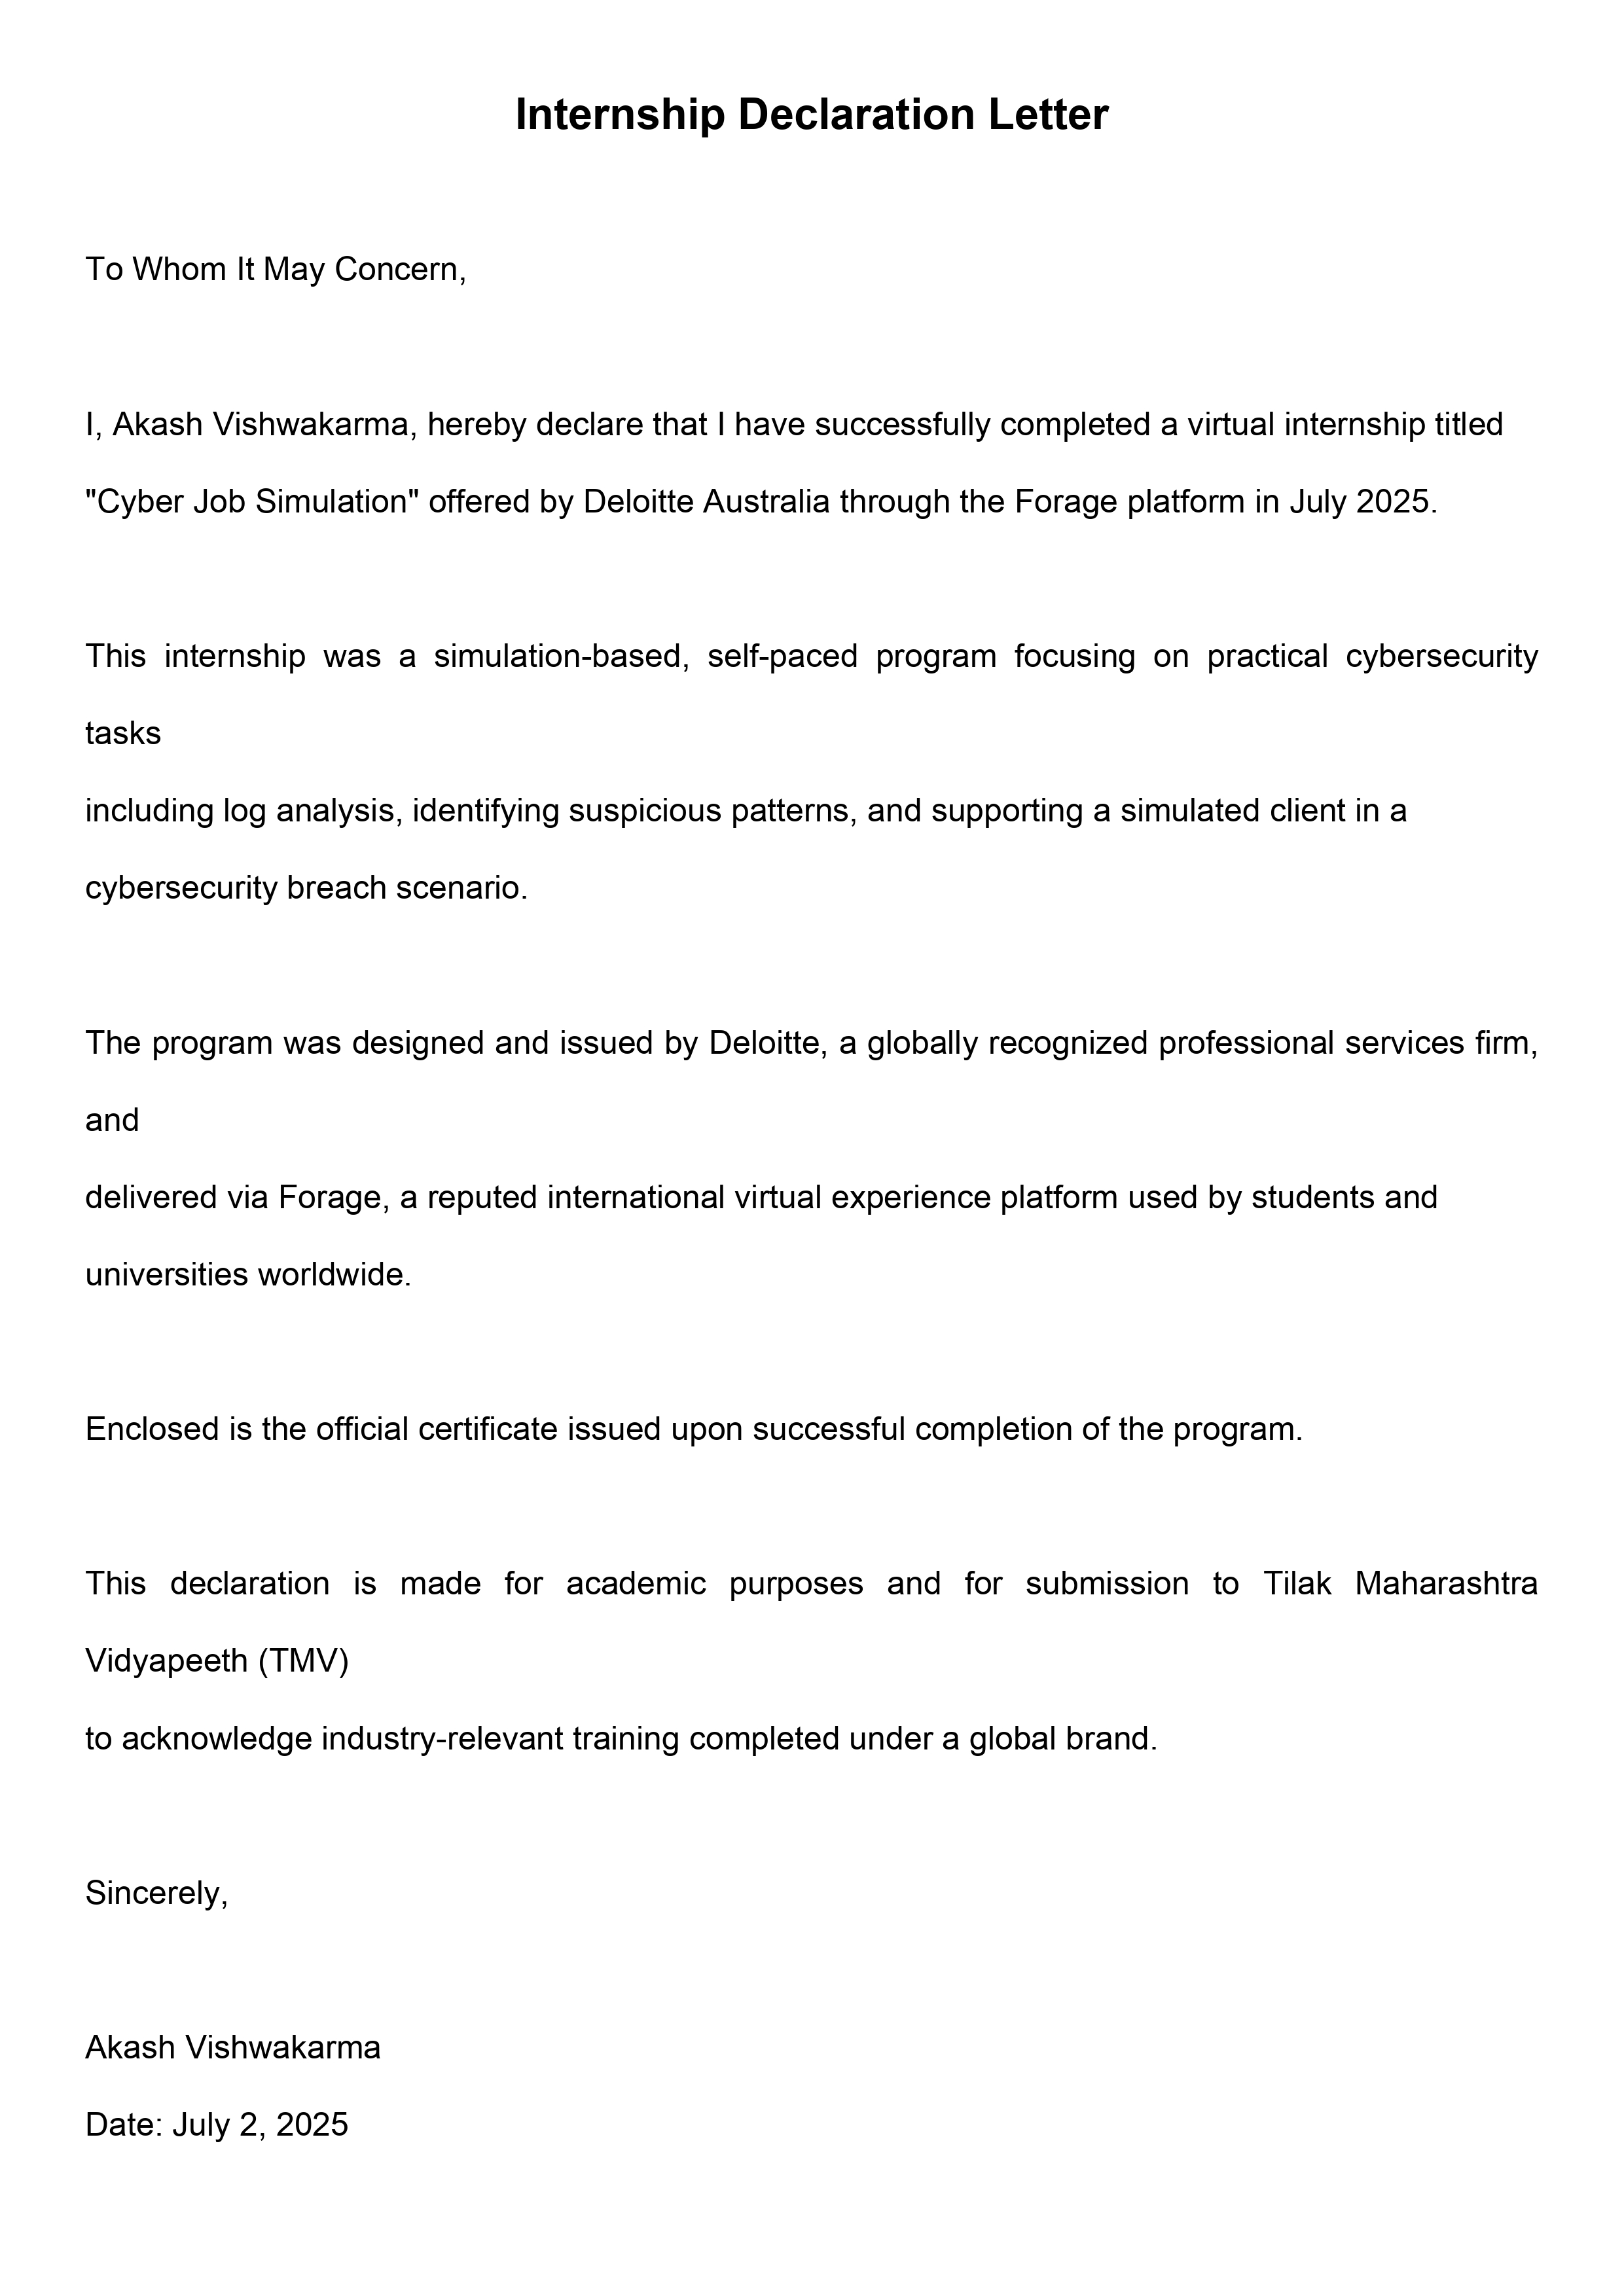 Internship Declaration Letter
To Whom It May Concern,
I, Akash Vishwakarma, hereby declare that I have successfully completed a virtual internship titled
"Cyber Job Simulation" offered by Deloitte Australia through the Forage platform in July 2025.
This internship was a simulation-based, self-paced program focusing on practical cybersecurity
tasks
including log analysis, identifying suspicious patterns, and supporting a simulated client in a
cybersecurity breach scenario.
The program was designed and issued by Deloitte, a globally recognized professional services firm,
and
delivered via Forage, a reputed international virtual experience platform used by students and
universities worldwide.
Enclosed is the official certificate issued upon successful completion of the program.
This declaration is made for academic purposes and for submission to Tilak Maharashtra
Vidyapeeth (TMV)
to acknowledge industry-relevant training completed under a global brand.
Sincerely,
Akash Vishwakarma
Date: July 2, 2025